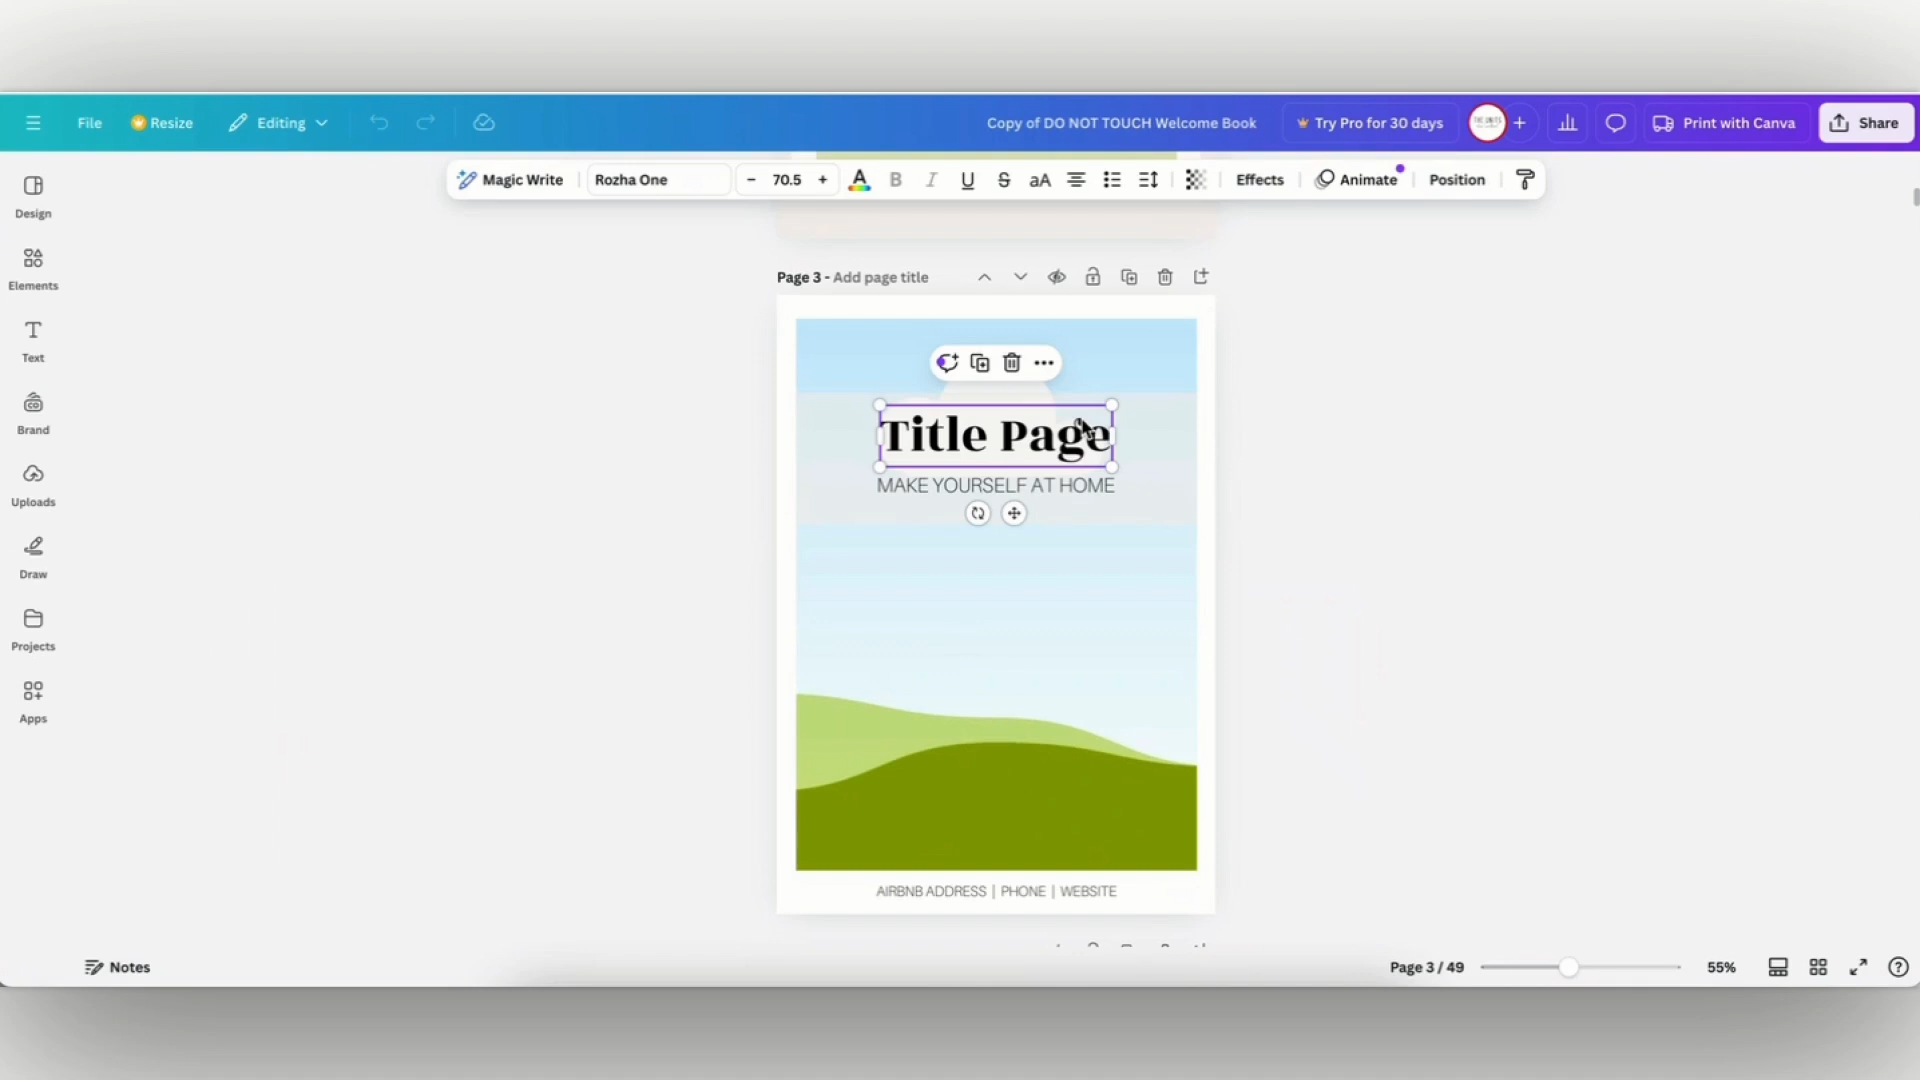 File Resize Editing Copy of DO NOT TOUCH Welcome Book Try Pro for 30 days Print with Canva Share
Magic Write Rozha One − 70.5 + A B I U S aA Effects Animate Position
Design
Elements
Text
Brand
Uploads
Draw
Projects
Apps
Page 3 - Add page title
Title Page
MAKE YOURSELF AT HOME
AIRBNB ADDRESS | PHONE | WEBSITE
Notes Page 3 / 49 55%